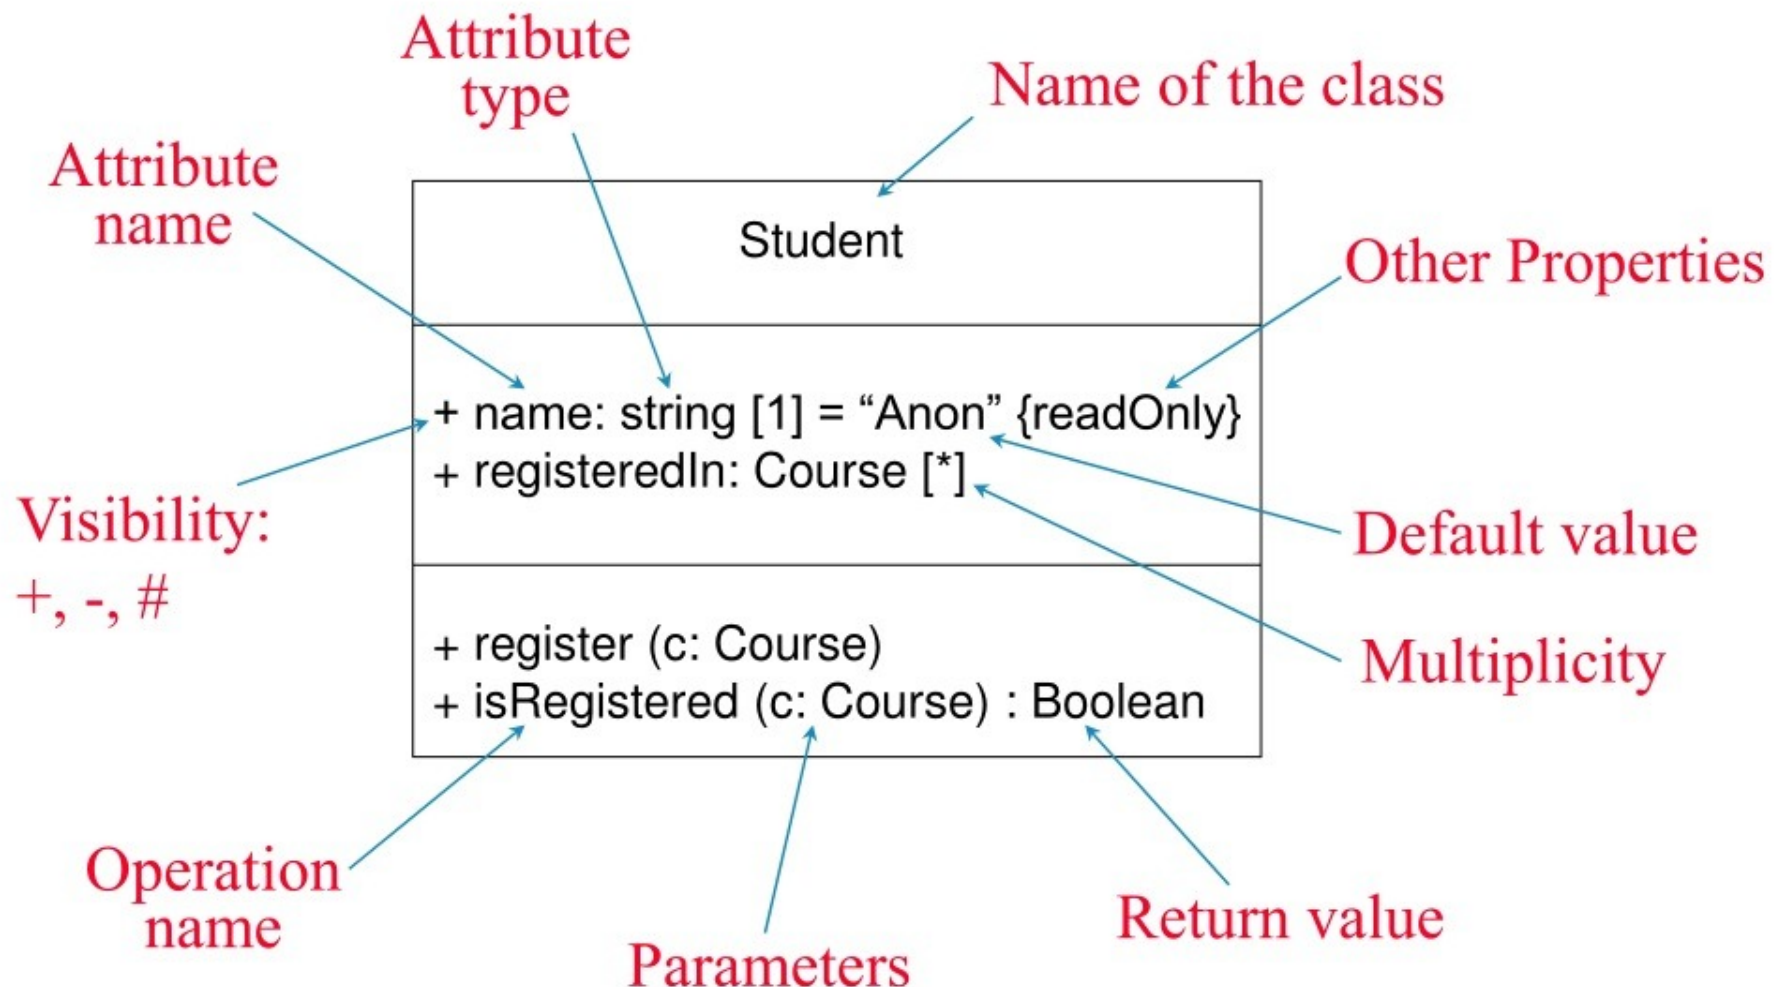 Attribute
type
Name of the class
Attribute
name
Student
Other Properties
+ name: string [1] = “Anon” {readOnly}
+ registeredIn: Course [*]
Visibility:
+, -, #
Default value
Multiplicity
+ register (c: Course)
+ isRegistered (c: Course) : Boolean
Operation
name
Parameters
Return value